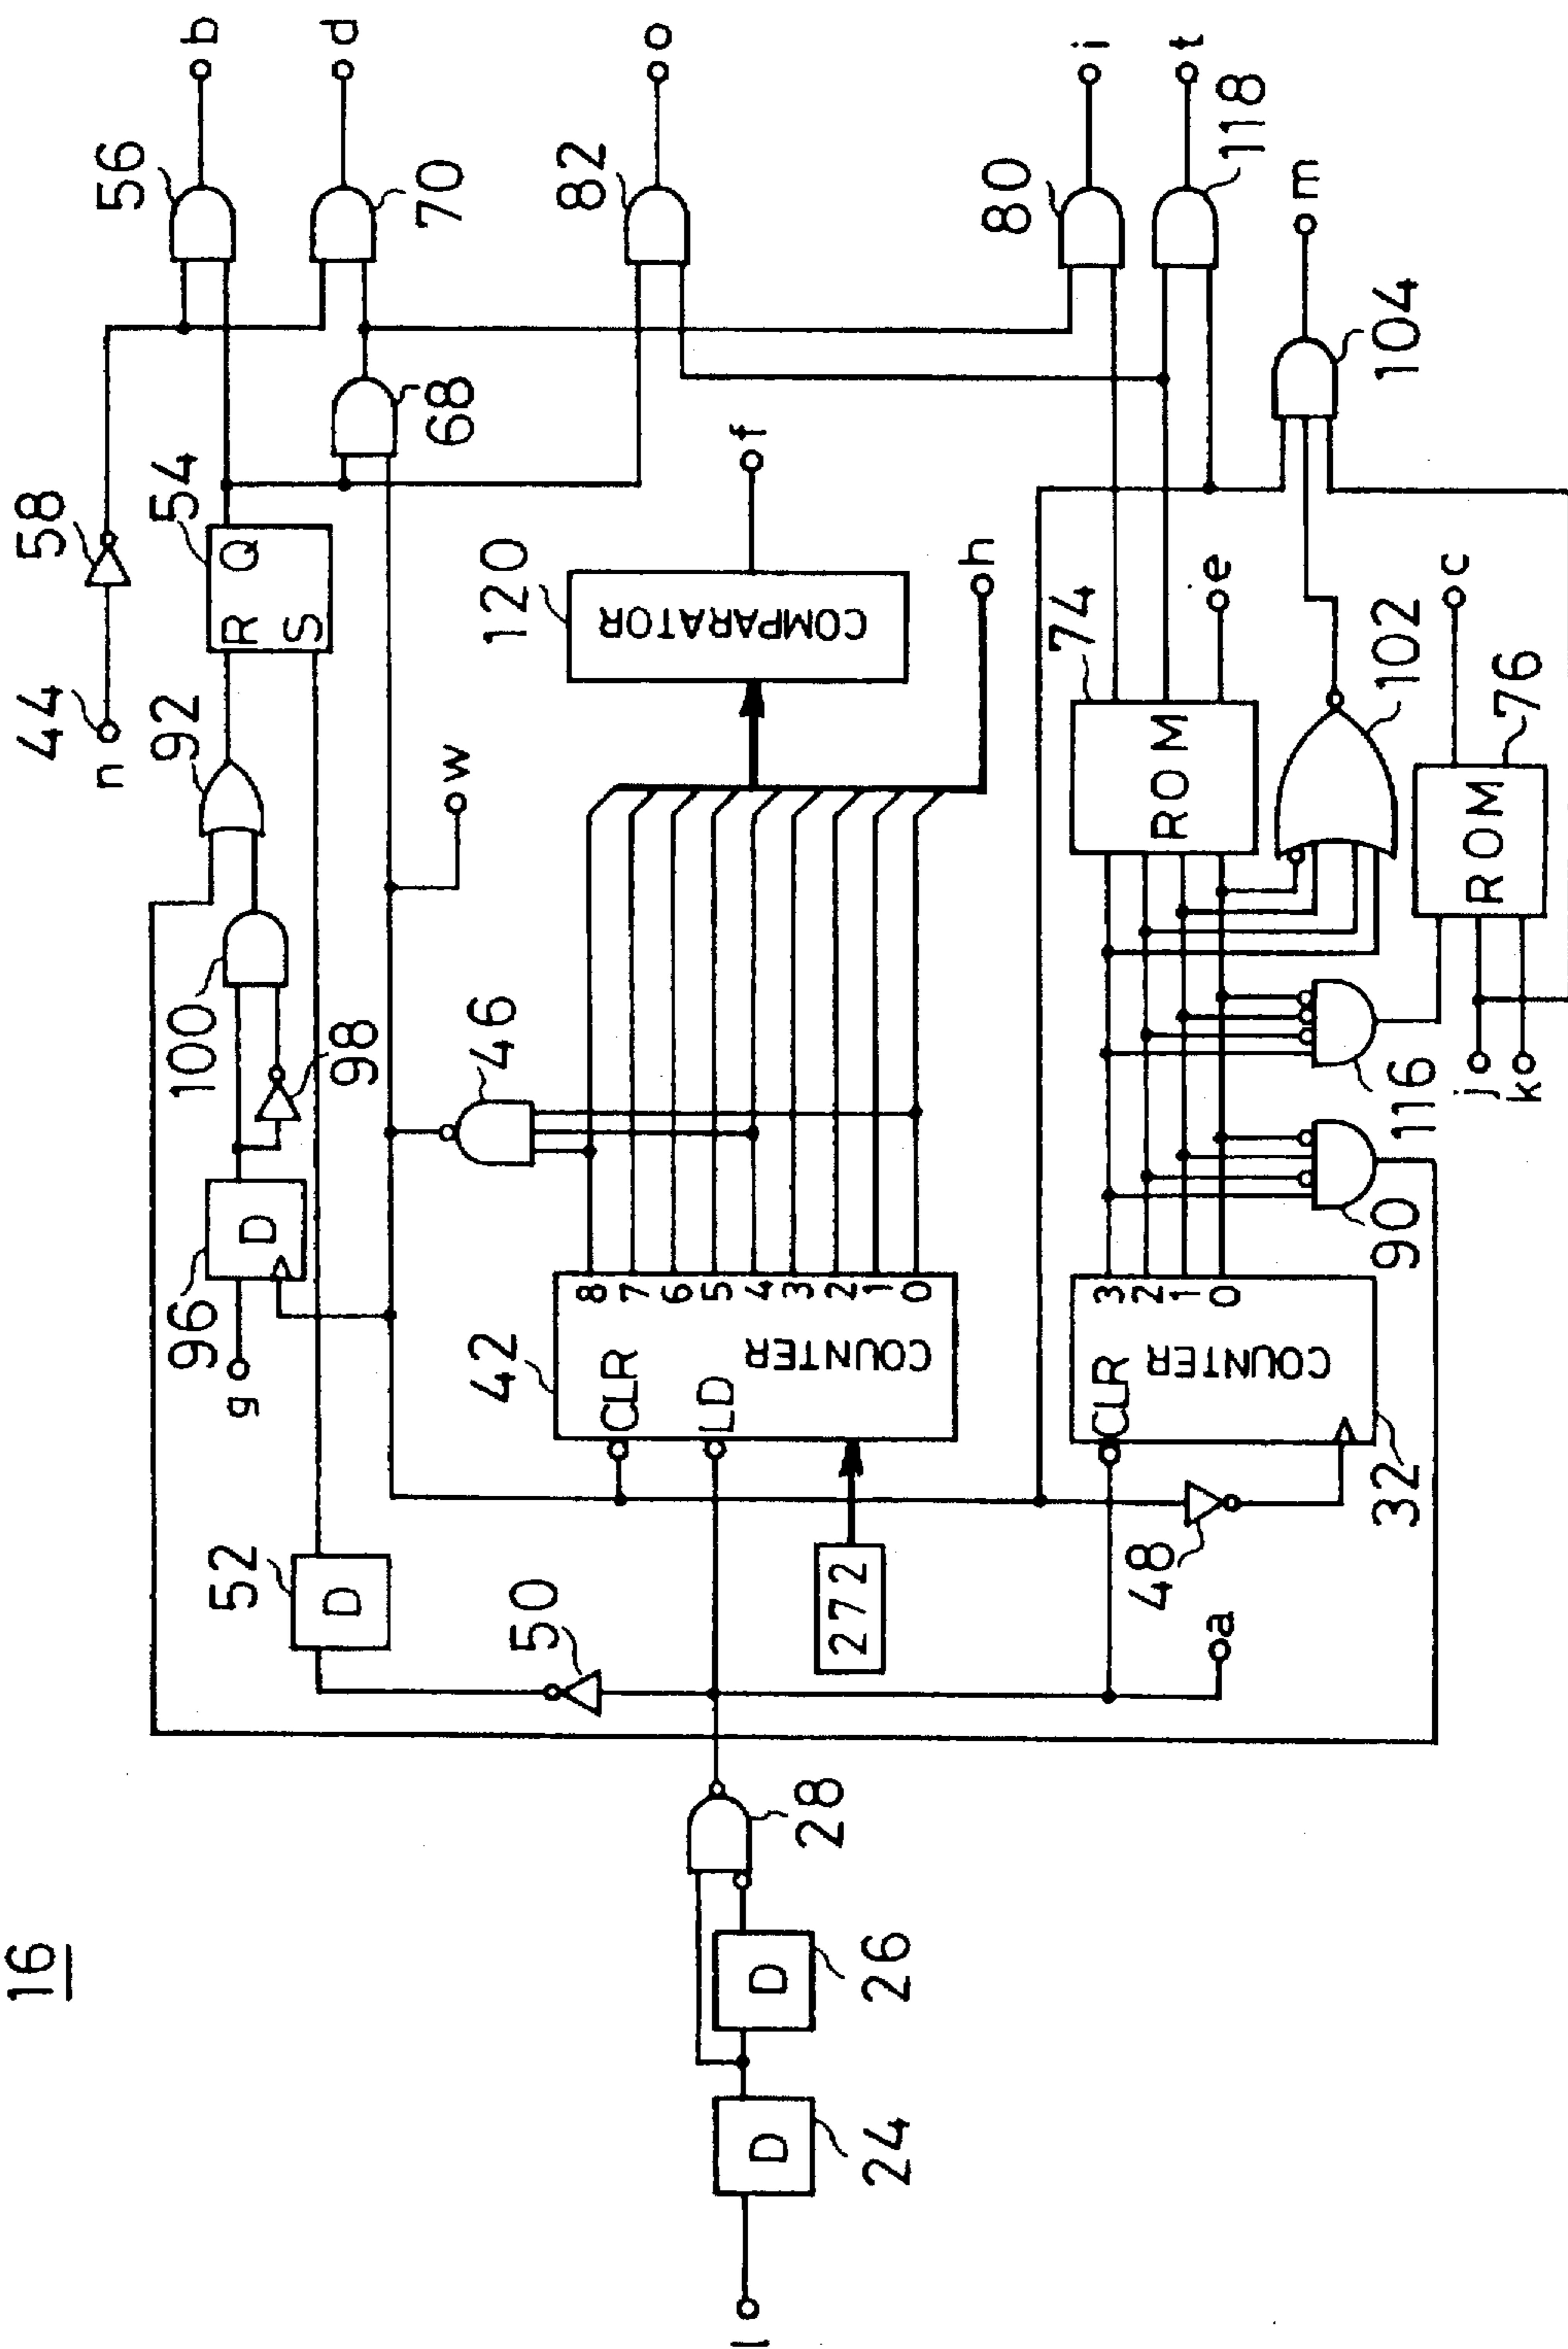 16
l
24
D
26
D
28
50
52
D
272
a
48
42
CLR
LD
COUNTER
8
7
6
5
4
3
2
1
0
32
CLR
COUNTER
3
2
1
0
g
96
D
98
100
92
n
44
58
54
R
S
Q
46
w
120
COMPARATOR
f
h
90
116
j
k
74
ROM
e
102
76
ROM
c
68
56
b
70
d
82
o
80
i
118
t
104
m